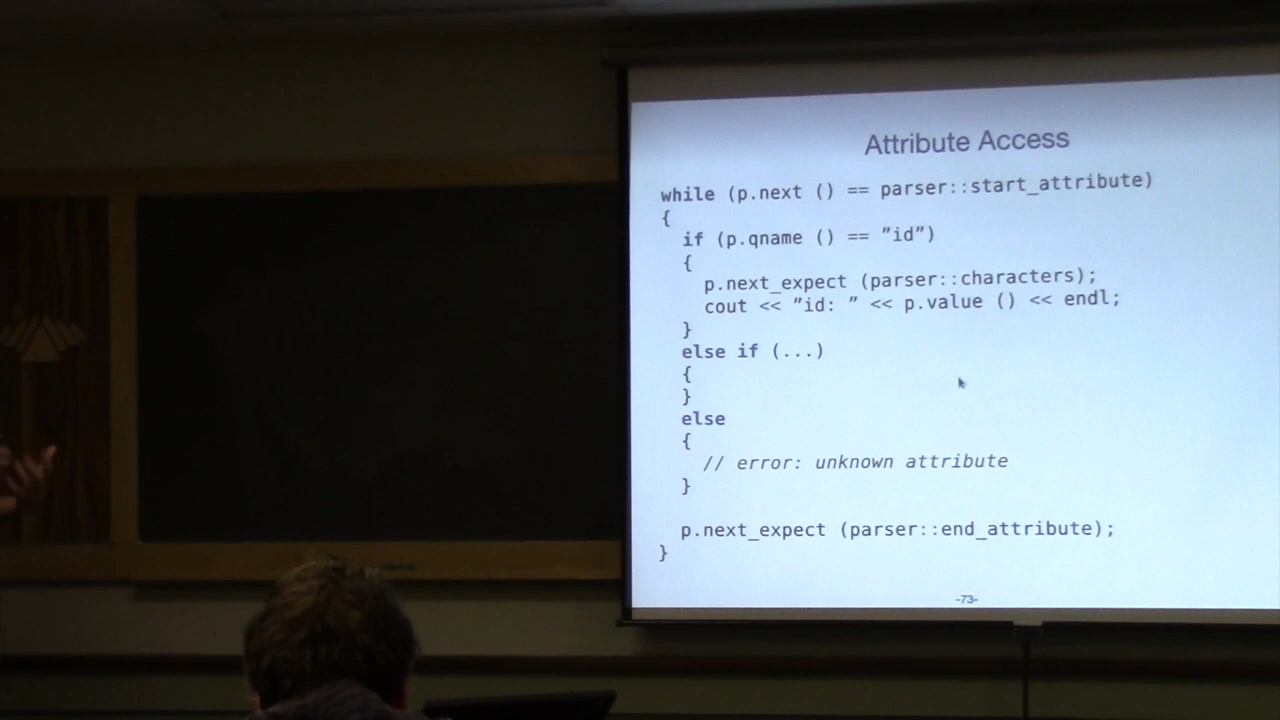 Attribute Access
while (p.next () == parser::start_attribute)
{
if (p.qname () == ”id”)
{
p.next_expect (parser::characters);
cout << ”id: ” << p.value () << endl;
}
else if (...)
{
}
else
{
// error: unknown attribute
}
p.next_expect (parser::end_attribute);
}
-73-